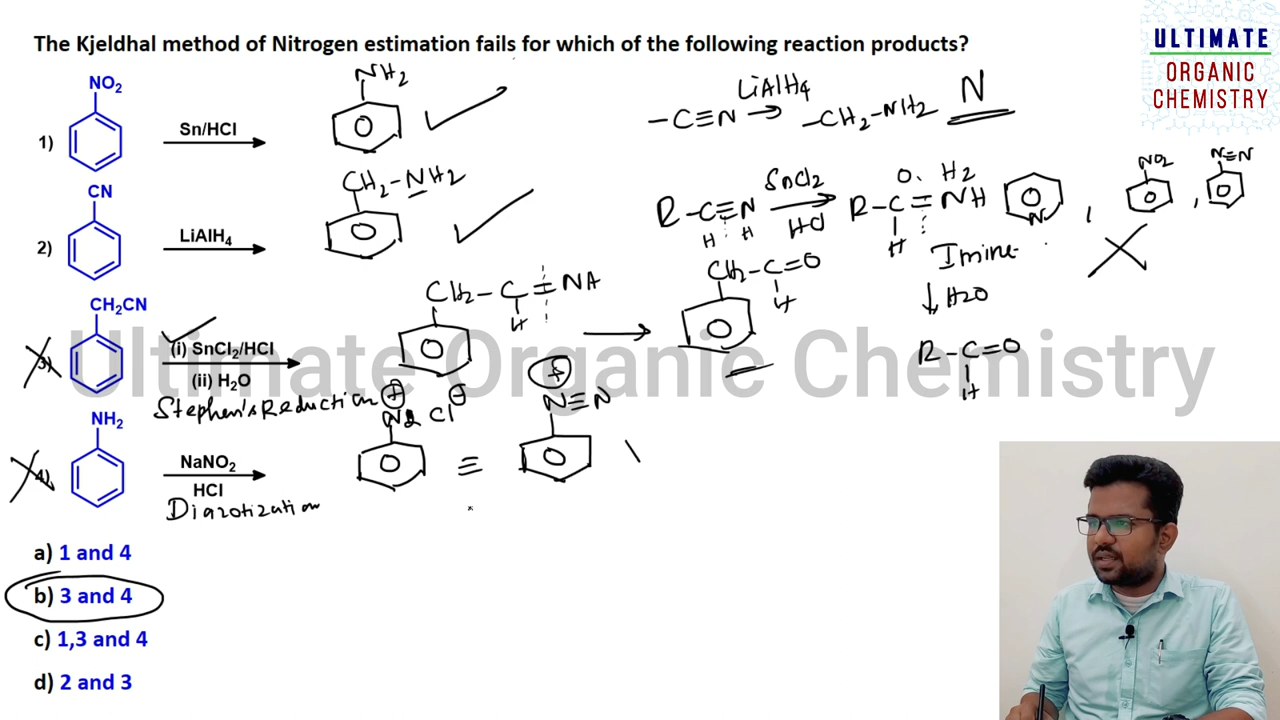 The Kjeldhal method of Nitrogen estimation fails for which of the following reaction products?
ULTIMATE
ORGANIC
CHEMISTRY
NO2
1)
Sn/HCl
NH2
-C≡N → LiAlH4 -CH2-NH2 N
CN
2)
LiAlH4
CH2-NH2
R-C≡N SnCl2 HCl R-C=NH
H H
H
O. H2
N
NO2
N≡N
Imine
H2O
R-C=O
H
CH2CN
3)
(i) SnCl2/HCl
(ii) H2O
Stephen's Reduction
CH2-C=NH
H
CH2-C=O
H
Ultimate Organic Chemistry
NH2
4)
NaNO2
HCl
Diazotization
N2 Cl
⊕ ⊖
≡
N≡N
⊕
a) 1 and 4
b) 3 and 4
c) 1,3 and 4
d) 2 and 3